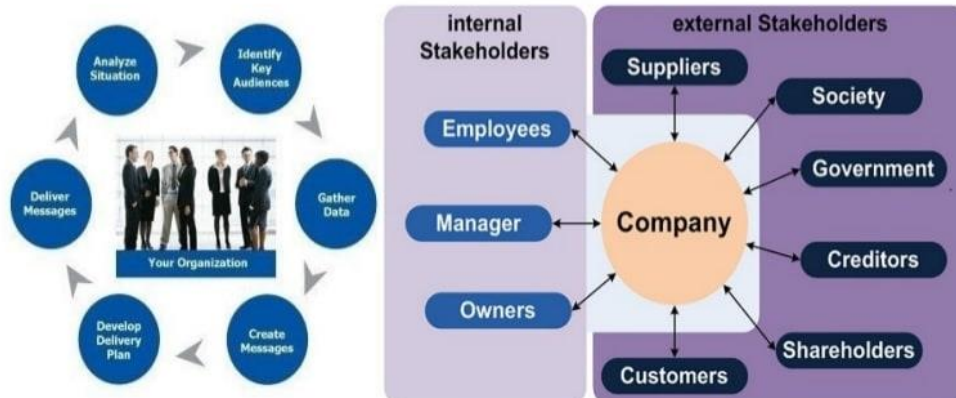 Analyze
Situation
Identify
Key
Audiences
Gather
Data
Create
Messages
Develop
Delivery
Plan
Deliver
Messages
Your Organization
internal
Stakeholders
Employees
Manager
Owners
Company
external Stakeholders
Suppliers
Society
Government
Creditors
Shareholders
Customers